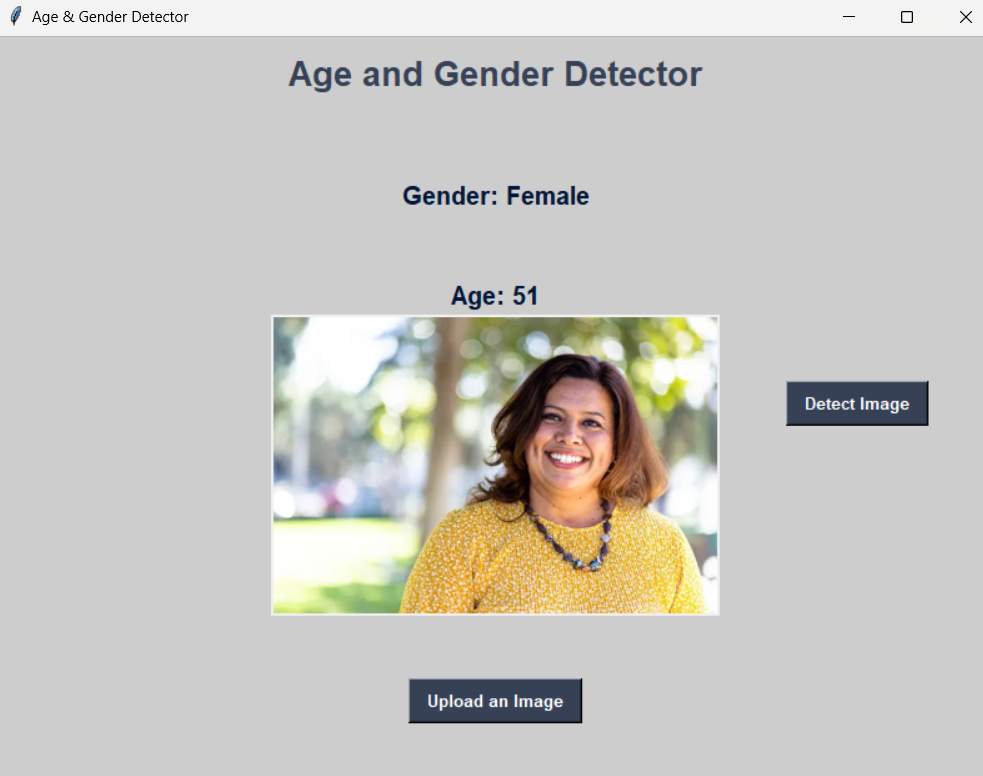 Age & Gender Detector
Age and Gender Detector
Gender: Female
Age: 51
Detect Image
Upload an Image